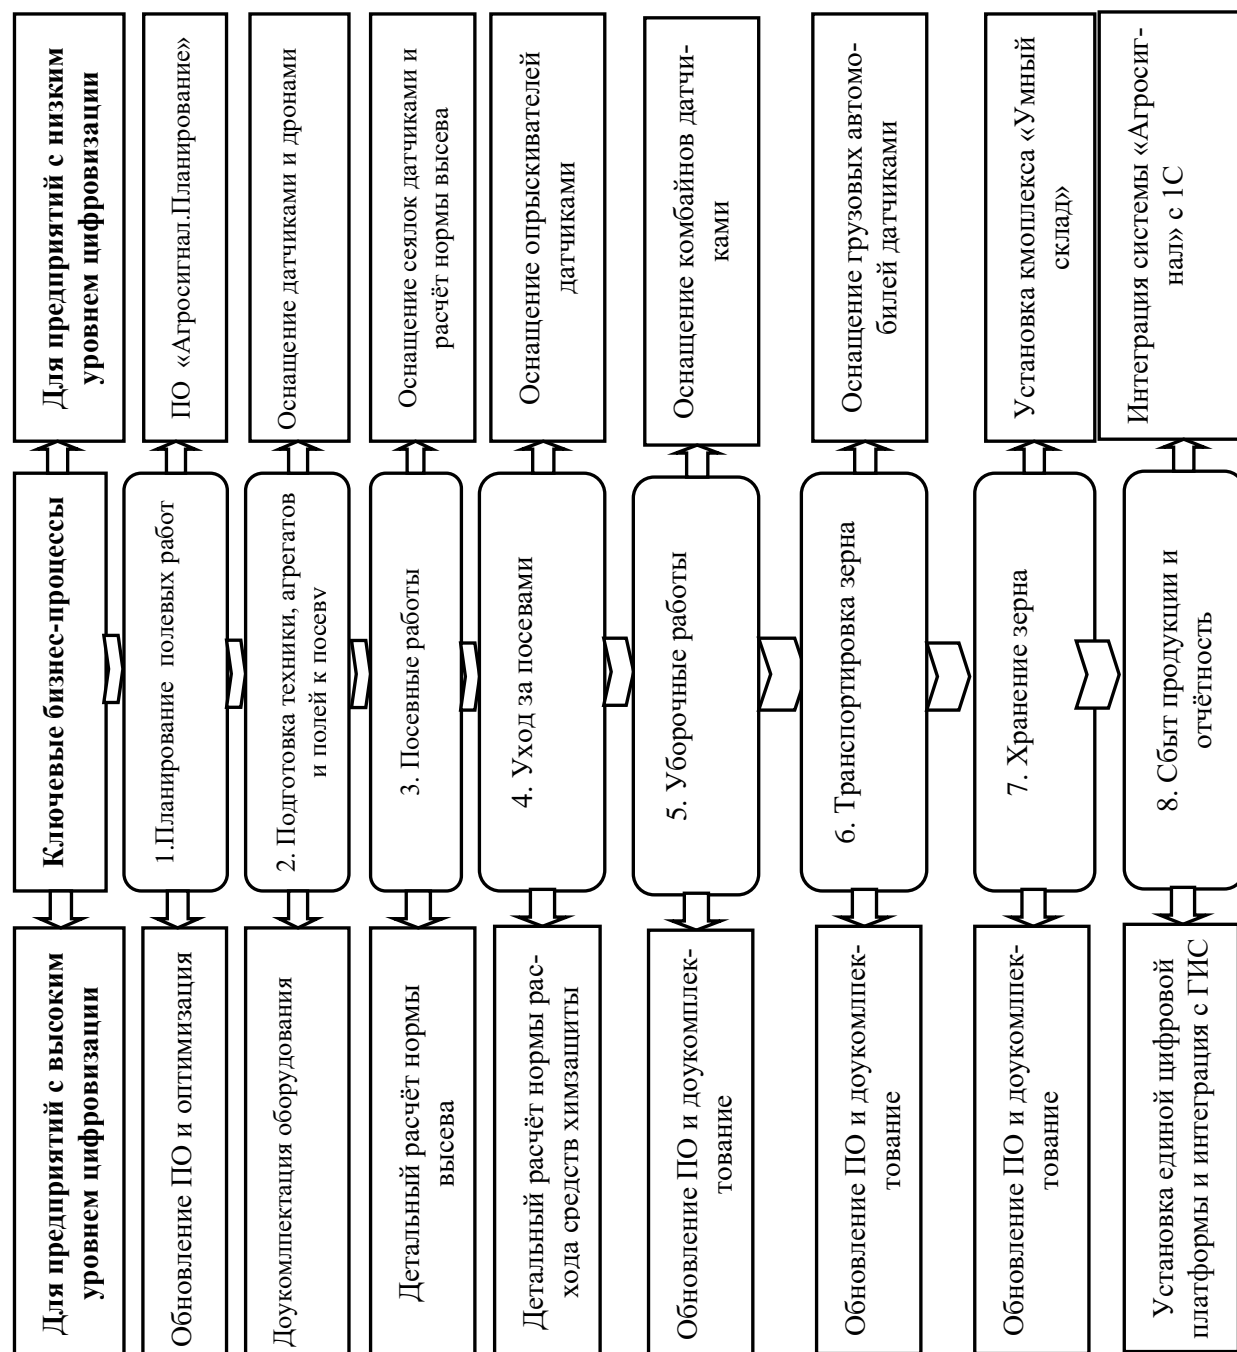 Для предприятий с высоким
уровнем цифровизации
Ключевые бизнес-процессы
Для предприятий с низким
уровнем цифровизации
Обновление ПО и оптимизация
1.Планирование полевых работ
ПО «Агросигнал.Планирование»
Доукомлпектация оборудования
2. Подготовка техники, агрегатов
и полей к посеву
Оснащение датчиками и дронами
Детальный расчёт нормы
высева
3. Посевные работы
Оснащение сеялок датчиками и
расчёт нормы высева
Детальный расчёт нормы рас-
хода средств химзащиты
4. Уход за посевами
Оснащение опрыскивателей
датчиками
Обновление ПО и доукомплек-
тование
5. Уборочные работы
Оснащение комбайнов датчи-
ками
Обновление ПО и доукомлпек-
тование
6. Транспортировка зерна
Оснащение грузовых автомо-
билей датчиками
Обновление ПО и доукомлпек-
тование
7. Хранение зерна
Установка кмоплекса «Умный
склад»
Установка единой цифровой
платформы и интеграция с ГИС
8. Сбыт продукции и
отчётность
Интеграция системы «Агросиг-
нал» с 1С